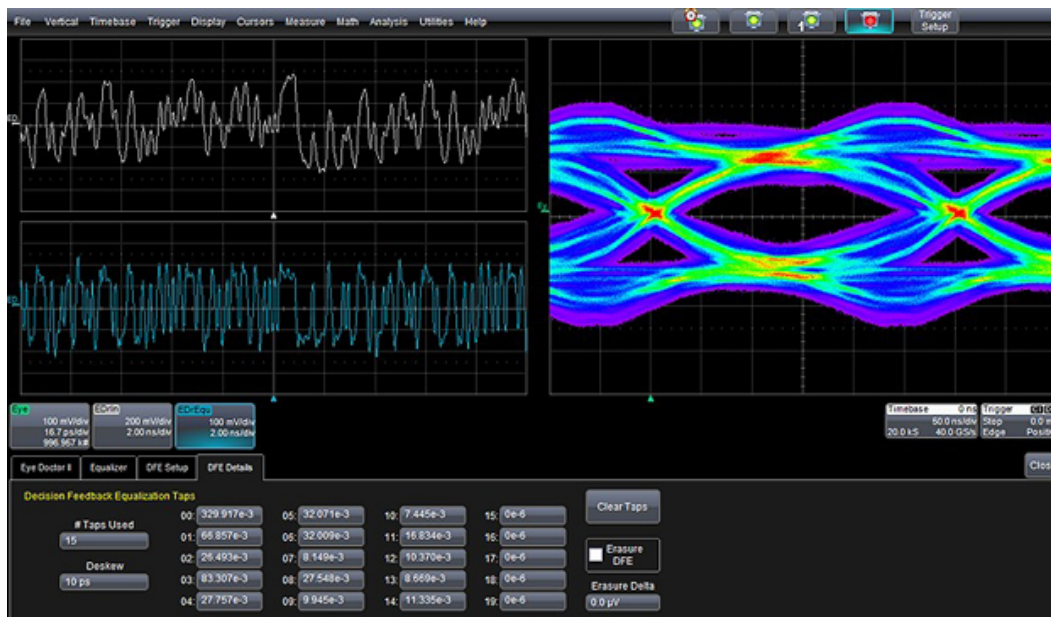 File Vertical Timebase Trigger Display Cursors Measure Math Analysis Utilities Help
1
Trigger
Setup
Eye
100 mV/div
16.7 ps/div
996.967 k#
EDrIn
200 mV/div
2.00 ns/div
EDrEqu
100 mV/div
2.00 ns/div
Timebase 0 ns
50.0 ns/div
20.0 kS 40.0 GS/s
Trigger
Stop
Edge
Eye Doctor II Equalizer DFE Setup DFE Details
Clos
Decision Feedback Equalization Taps
# Taps Used
15
Deskew
10 ps
00: 329.917e-3
01: 66.857e-3
02: 26.493e-3
03: 83.307e-3
04: 27.757e-3
05: 32.071e-3
06: 32.009e-3
07: 8.149e-3
08: 27.548e-3
09: 9.945e-3
10: 7.445e-3
11: 16.834e-3
12: 10.370e-3
13: 8.669e-3
14: 11.335e-3
15: 0e-6
16: 0e-6
17: 0e-6
18: 0e-6
19: 0e-6
Clear Taps
Erasure
DFE
Erasure Delta
0.0 µV